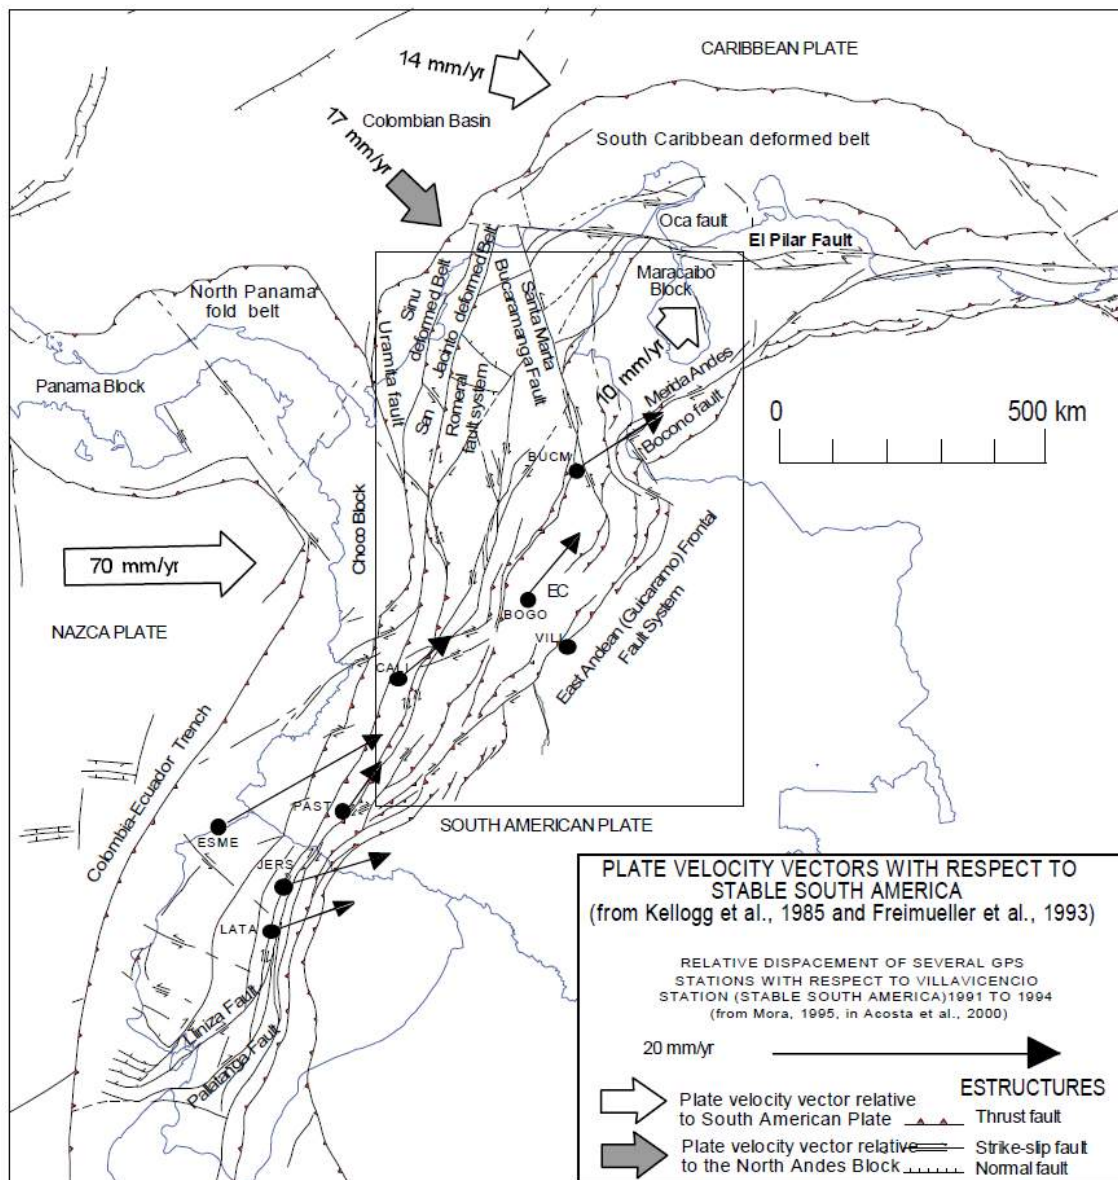 CARIBBEAN PLATE
14 mm/yr
17 mm/yr
Colombian Basin
South Caribbean deformed belt
Oca fault
El Pilar Fault
Maracaibo
Block
North Panama
fold belt
Sinu
deformed Belt
San Jacinto deformed Belt
Uramita fault
Romeral
fault system
Santa Marta
Bucaramanga Fault
10 mm/yr
Merida Andes
Bocono fault
Panama Block
0 500 km
BUCM
Choco Block
70 mm/yr
NAZCA PLATE
EC
BOGO
VILL
East Andean (Guicaramo) Frontal
Fault System
CALI
Colombia-Ecuador Trench
PAST
ESME
SOUTH AMERICAN PLATE
JERS
LATA
Lliniza Fault
Pallatanga Fault
PLATE VELOCITY VECTORS WITH RESPECT TO
STABLE SOUTH AMERICA
(from Kellogg et al., 1985 and Freimueller et al., 1993)
RELATIVE DISPACEMENT OF SEVERAL GPS
STATIONS WITH RESPECT TO VILLAVICENCIO
STATION (STABLE SOUTH AMERICA)1991 TO 1994
(from Mora, 1995, in Acosta et al., 2000)
20 mm/yr
ESTRUCTURES
Plate velocity vector relative
to South American Plate
Thrust fault
Plate velocity vector relative
to the North Andes Block
Strike-slip fault
Normal fault